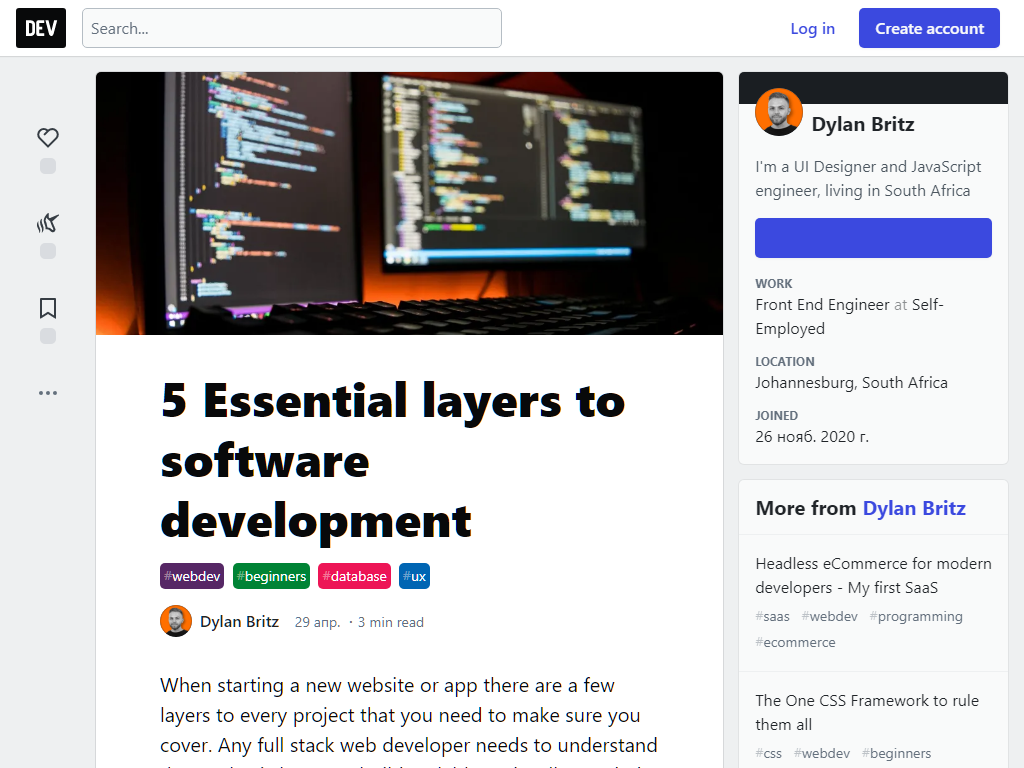 DEV
Search...
Log in
Create account
Dylan Britz
I'm a UI Designer and JavaScript
engineer, living in South Africa
WORK
Front End Engineer at Self-
Employed
LOCATION
Johannesburg, South Africa
JOINED
26 нояб. 2020 г.
5 Essential layers to
software
development
#webdev #beginners #database #ux
Dylan Britz 29 апр. · 3 min read
When starting a new website or app there are a few
layers to every project that you need to make sure you
cover. Any full stack web developer needs to understand
More from Dylan Britz
Headless eCommerce for modern
developers - My first SaaS
#saas #webdev #programming
#ecommerce
The One CSS Framework to rule
them all
#css #webdev #beginners